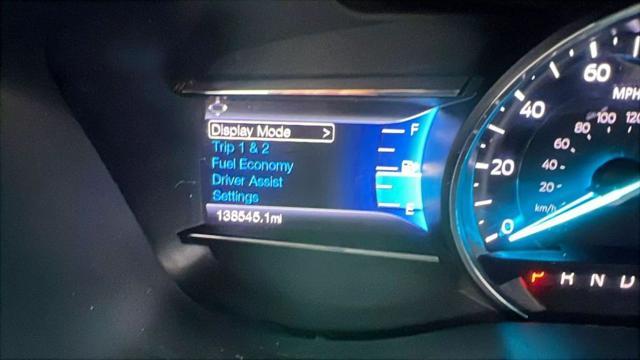 Display Mode >
Trip 1 & 2
Fuel Economy
Driver Assist
Settings
138545.1mi
F
E
MPH
0
20
40
60
km/h
20
40
60
80
100
120
P R N D